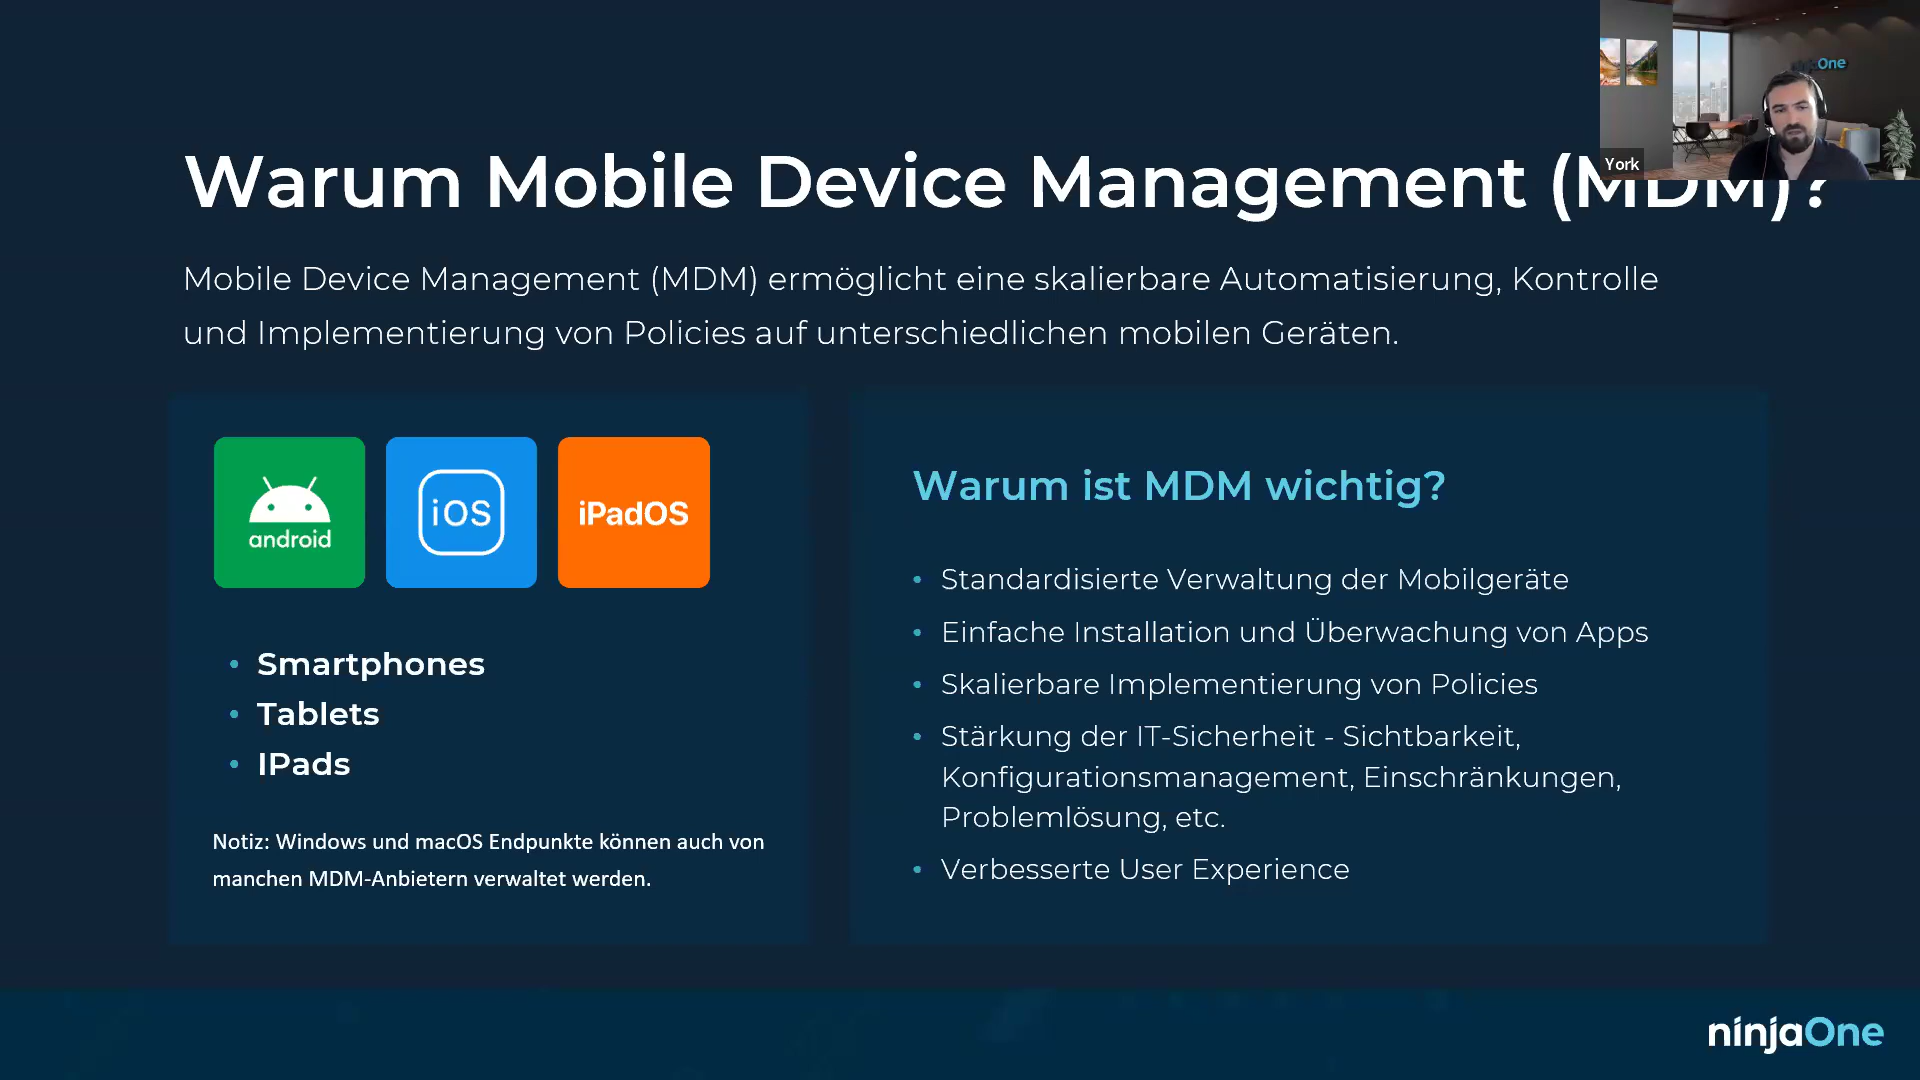 One
York
Warum Mobile Device Management (MDM)?
Mobile Device Management (MDM) ermöglicht eine skalierbare Automatisierung, Kontrolle
und Implementierung von Policies auf unterschiedlichen mobilen Geräten.
android
iOS
iPadOS
• Smartphones
• Tablets
• IPads
Notiz: Windows und macOS Endpunkte können auch von
manchen MDM-Anbietern verwaltet werden.
Warum ist MDM wichtig?
• Standardisierte Verwaltung der Mobilgeräte
• Einfache Installation und Überwachung von Apps
• Skalierbare Implementierung von Policies
• Stärkung der IT-Sicherheit - Sichtbarkeit,
Konfigurationsmanagement, Einschränkungen,
Problemlösung, etc.
• Verbesserte User Experience
ninjaOne